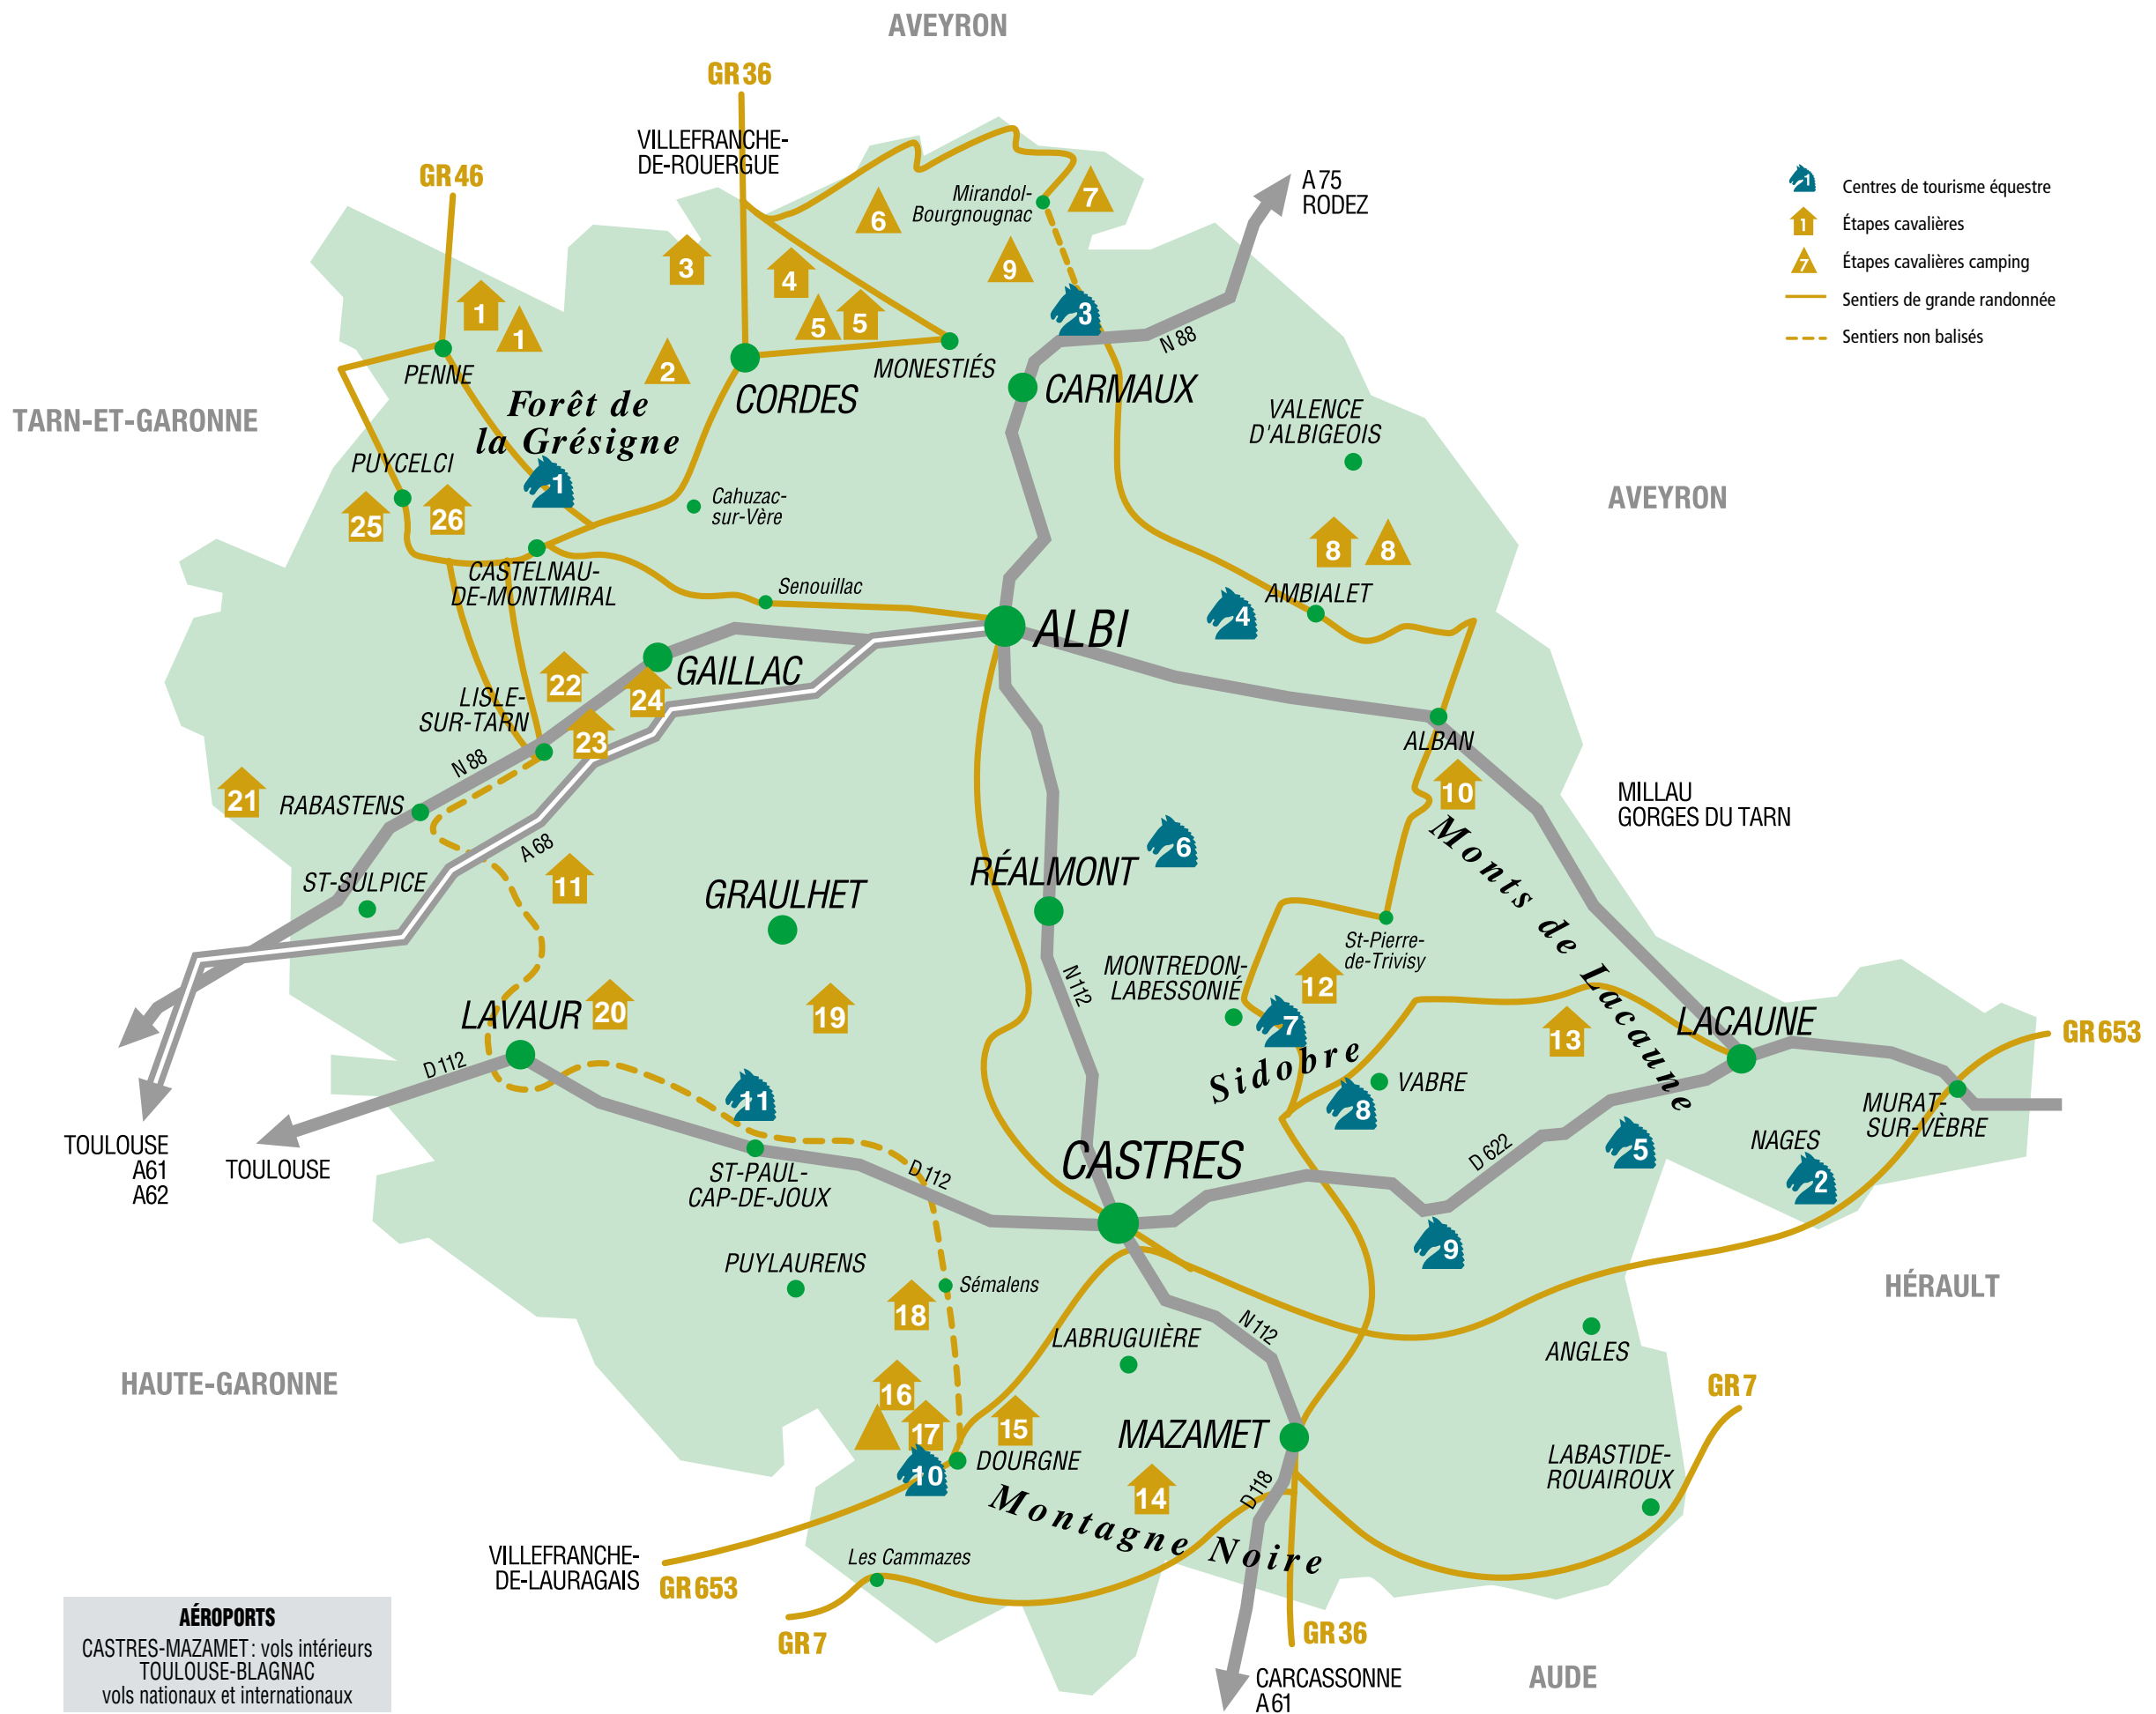 AVEYRON
GR 36
VILLEFRANCHE-
DE-ROUERGUE
GR 46
Mirandol-
Bourgnougnac
7
6
9
A 75
RODEZ
1
Centres de tourisme équestre
1
Étapes cavalières
7
Étapes cavalières camping
Sentiers de grande randonnée
Sentiers non balisés
3
4
5
5
1
1
2
3
N 88
PENNE
MONESTIÉS
CORDES
CARMAUX
Forêt de
la Grésigne
TARN-ET-GARONNE
VALENCE
D'ALBIGEOIS
AVEYRON
PUYCELCI
1
25
26
Cahuzac-
sur-Vère
8
8
CASTELNAU-
DE-MONTMIRAL
Senouillac
AMBIALET
4
ALBI
GAILLAC
22
24
23
LISLE-
SUR-TARN
N 88
21
RABASTENS
A 68
ALBAN
10
MILLAU
GORGES DU TARN
6
Monts de Lacaune
ST-SULPICE
11
GRAULHET
RÉALMONT
St-Pierre-
de-Trivisy
MONTREDON-
LABESSONIÉ
N 112
12
7
LAVAUR
20
19
13
LACAUNE
GR 653
D 112
Sidobre
VABRE
8
11
MURAT-
SUR-VÈBRE
NAGES
2
5
D 622
TOULOUSE
A61
A62
TOULOUSE
ST-PAUL-
CAP-DE-JOUX
D 112
CASTRES
9
PUYLAURENS
Sémalens
18
HÉRAULT
LABRUGUIÈRE
N 112
ANGLES
HAUTE-GARONNE
16
17
15
10
DOURGNE
MAZAMET
GR 7
14
D 118
LABASTIDE-
ROUAIROUX
Montagne Noire
VILLEFRANCHE-
DE-LAURAGAIS
GR 653
Les Cammazes
GR 7
GR 36
CARCASSONNE
A 61
AUDE
AÉROPORTS
CASTRES-MAZAMET : vols intérieurs
TOULOUSE-BLAGNAC
vols nationaux et internationaux